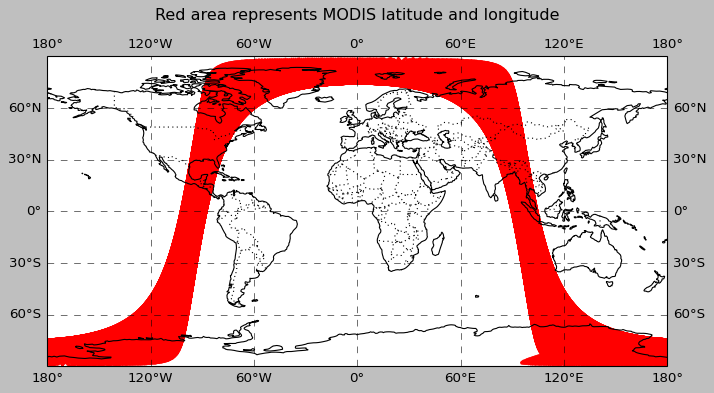 Red area represents MODIS latitude and longitude
180° 120°W 60°W 0° 60°E 120°E 180°
60°N 60°N
30°N 30°N
0° 0°
30°S 30°S
60°S 60°S
180° 120°W 60°W 0° 60°E 120°E 180°